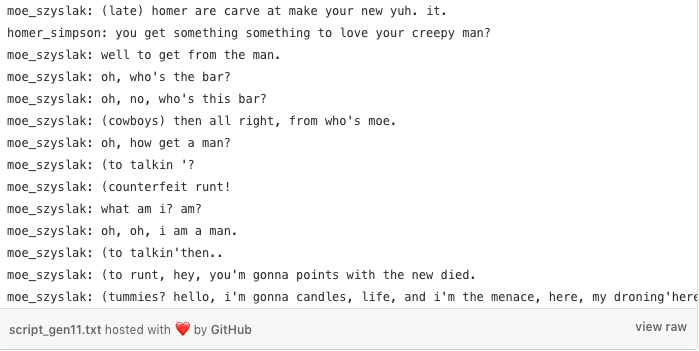 moe_szyslak: (late) homer are carve at make your new yuh. it.
homer_simpson: you get something something to love your creepy man?
moe_szyslak: well to get from the man.
moe_szyslak: oh, who's the bar?
moe_szyslak: oh, no, who's this bar?
moe_szyslak: (cowboys) then all right, from who's moe.
moe_szyslak: oh, how get a man?
moe_szyslak: (to talkin '?
moe_szyslak: (counterfeit runt!
moe_szyslak: what am i? am?
moe_szyslak: oh, oh, i am a man.
moe_szyslak: (to talkin'then..
moe_szyslak: (to runt, hey, you'm gonna points with the new died.
moe_szyslak: (tummies? hello, i'm gonna candles, life, and i'm the menace, here, my droning'here
script_gen11.txt hosted with ❤ by GitHub view raw